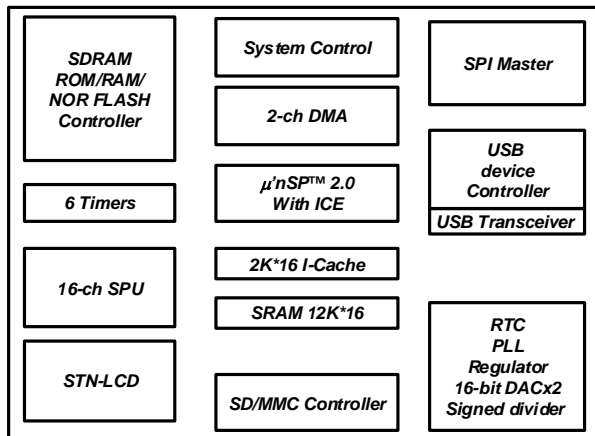 SDRAM
ROM/RAM/
NOR FLASH
Controller
6 Timers
16-ch SPU
STN-LCD
System Control
2-ch DMA
μ'nSP™ 2.0
With ICE
2K*16 I-Cache
SRAM 12K*16
SD/MMC Controller
SPI Master
USB
device
Controller
USB Transceiver
RTC
PLL
Regulator
16-bit DACx2
Signed divider